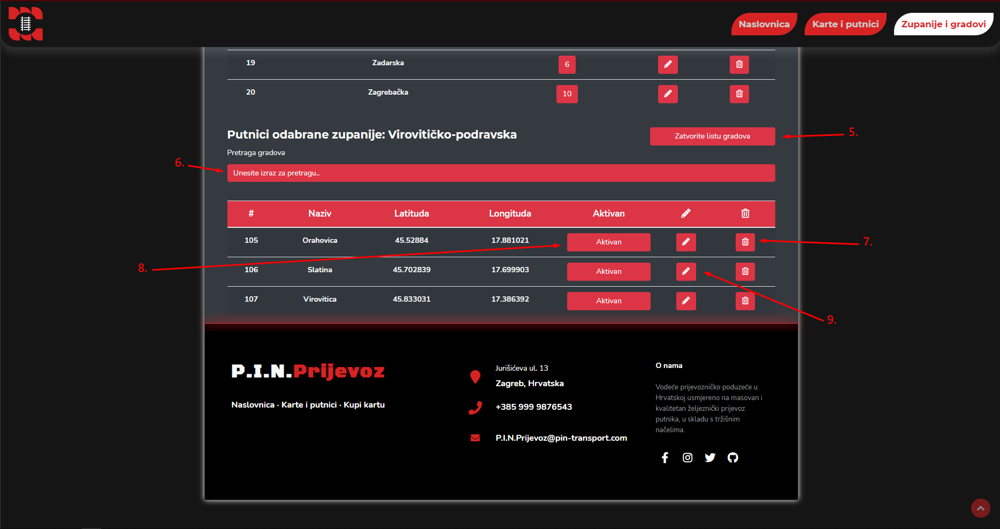 Naslovnica Karte i putnici Zupanije i gradovi
19 Zadarska 6
20 Zagrebačka 10
Putnici odabrane zupanije: Virovitičko-podravska
Zatvorite listu gradova 5.
Pretraga gradova
6. Unesite izraz za pretragu..
# Naziv Latituda Longituda Aktivan
105 Orahovica 45.52884 17.881021 Aktivan 7.
8. 106 Slatina 45.702839 17.699903 Aktivan
107 Virovitica 45.833031 17.386392 Aktivan
9.
P.I.N.Prijevoz
Naslovnica · Karte i putnici · Kupi kartu
Jurišićeva ul. 13
Zagreb, Hrvatska
+385 999 9876543
P.I.N.Prijevoz@pin-transport.com
O nama
Vodeće prijevozničko poduzeće u
Hrvatskoj usmjereno na masovan i
kvalitetan željeznički prijevoz
putnika, u skladu s tržišnim
načelima.